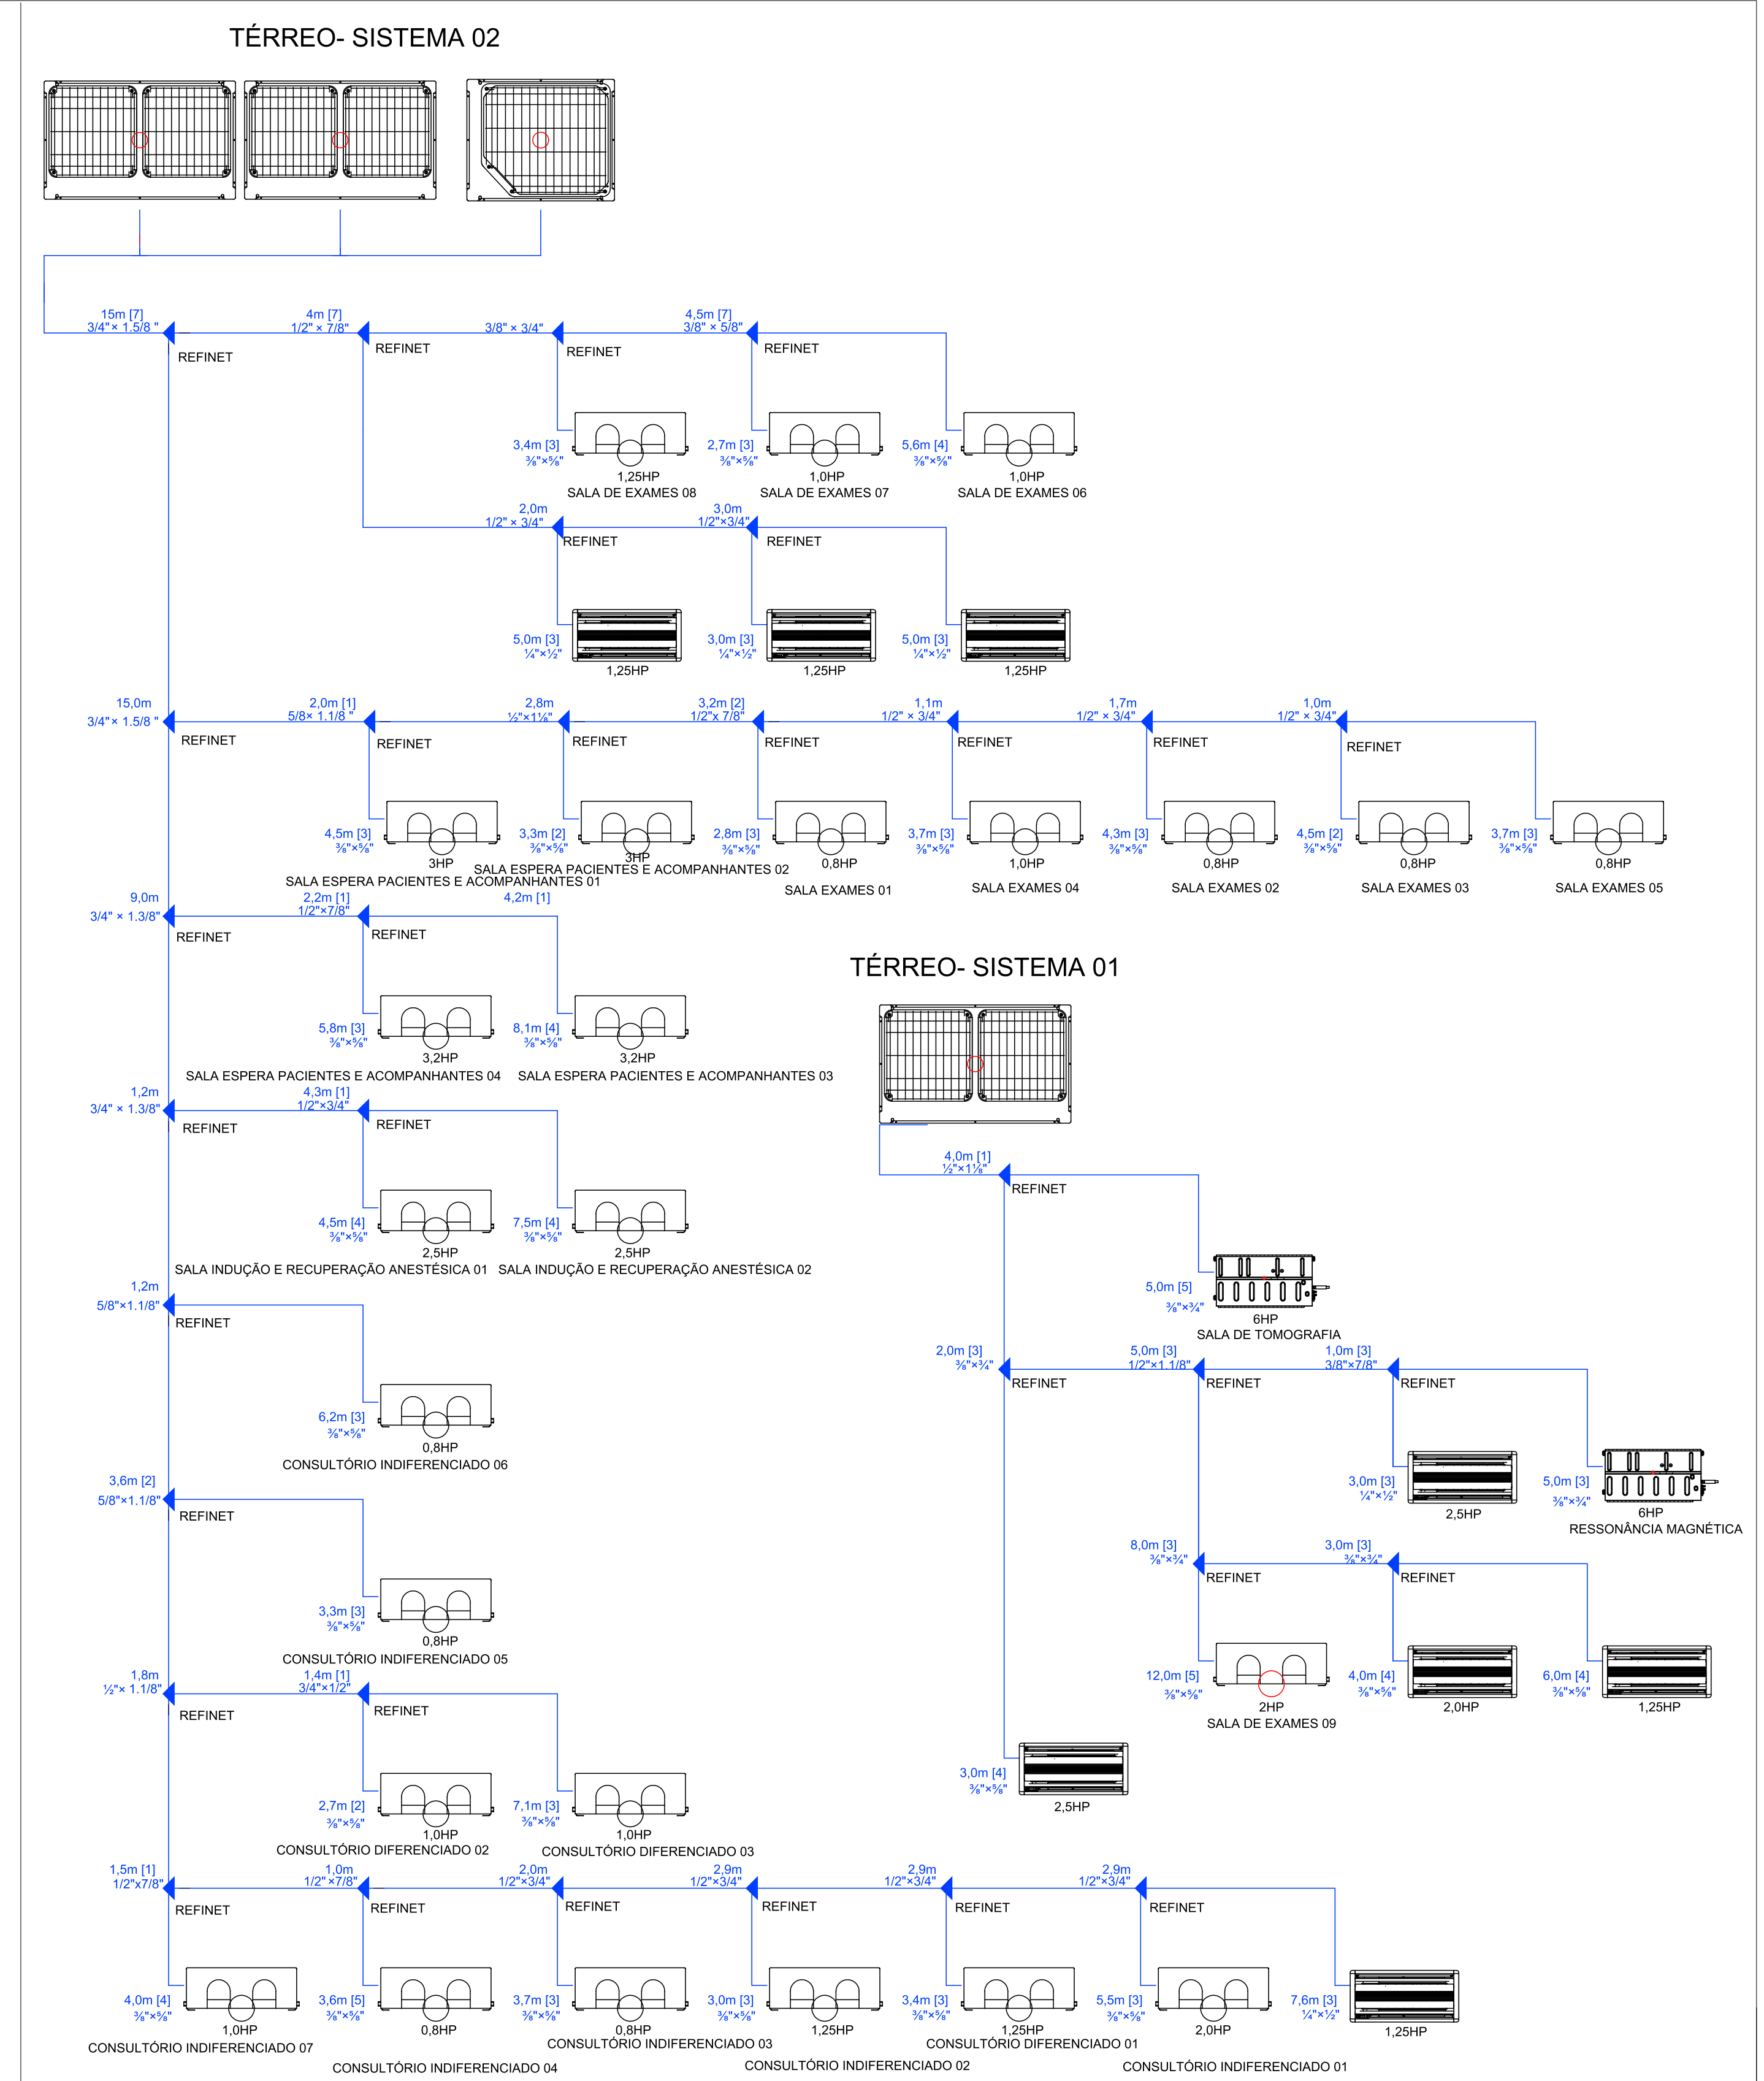 TÉRREO- SISTEMA 02
15m [7]
3/4"× 1.5/8 "
REFINET
4m [7]
1/2" × 7/8"
REFINET
3/8" × 3/4"
REFINET
4,5m [7]
3/8" × 5/8"
REFINET
3,4m [3]
⅜"×⅝"
1,25HP
SALA DE EXAMES 08
2,7m [3]
⅜"×⅝"
1,0HP
SALA DE EXAMES 07
5,6m [4]
⅜"×⅝"
1,0HP
SALA DE EXAMES 06
2,0m
1/2" × 3/4"
REFINET
3,0m
1/2"×3/4"
REFINET
5,0m [3]
¼"×½"
1,25HP
3,0m [3]
¼"×½"
1,25HP
5,0m [3]
¼"×½"
1,25HP
15,0m
3/4"× 1.5/8 "
REFINET
2,0m [1]
5/8× 1.1/8 "
REFINET
2,8m
½"×1⅛"
REFINET
3,2m [2]
1/2"x 7/8"
REFINET
1,1m
1/2" × 3/4"
REFINET
1,7m
1/2" × 3/4"
REFINET
1,0m
1/2" × 3/4"
REFINET
4,5m [3]
⅜"×⅝"
3HP
SALA ESPERA PACIENTES E ACOMPANHANTES 01
3,3m [2]
⅜"×⅝"
3HP
SALA ESPERA PACIENTES E ACOMPANHANTES 02
2,8m [3]
⅜"×⅝"
0,8HP
SALA EXAMES 01
3,7m [3]
⅜"×⅝"
1,0HP
SALA EXAMES 04
4,3m [3]
⅜"×⅝"
0,8HP
SALA EXAMES 02
4,5m [2]
⅜"×⅝"
0,8HP
SALA EXAMES 03
3,7m [3]
⅜"×⅝"
0,8HP
SALA EXAMES 05
9,0m
3/4" × 1.3/8"
REFINET
2,2m [1]
1/2"×7/8"
REFINET
4,2m [1]
5,8m [3]
⅜"×⅝"
3,2HP
SALA ESPERA PACIENTES E ACOMPANHANTES 04
8,1m [4]
⅜"×⅝"
3,2HP
SALA ESPERA PACIENTES E ACOMPANHANTES 03
1,2m
3/4" × 1.3/8"
REFINET
4,3m [1]
1/2"×3/4"
REFINET
4,5m [4]
⅜"×⅝"
2,5HP
SALA INDUÇÃO E RECUPERAÇÃO ANESTÉSICA 01
7,5m [4]
⅜"×⅝"
2,5HP
SALA INDUÇÃO E RECUPERAÇÃO ANESTÉSICA 02
1,2m
5/8"×1.1/8"
REFINET
6,2m [3]
⅜"×⅝"
0,8HP
CONSULTÓRIO INDIFERENCIADO 06
3,6m [2]
5/8"×1.1/8"
REFINET
3,3m [3]
⅜"×⅝"
0,8HP
CONSULTÓRIO INDIFERENCIADO 05
1,8m
½"× 1.1/8"
REFINET
1,4m [1]
3/4"×1/2"
REFINET
2,7m [2]
⅜"×⅝"
1,0HP
CONSULTÓRIO DIFERENCIADO 02
7,1m [3]
⅜"×⅝"
1,0HP
CONSULTÓRIO DIFERENCIADO 03
1,5m [1]
1/2"x7/8"
REFINET
1,0m
1/2" ×7/8"
REFINET
2,0m
1/2"×3/4"
REFINET
2,9m
1/2"×3/4"
REFINET
2,9m
1/2"×3/4"
REFINET
2,9m
1/2"×3/4"
REFINET
4,0m [4]
⅜"×⅝"
1,0HP
CONSULTÓRIO INDIFERENCIADO 07
3,6m [5]
⅜"×⅝"
0,8HP
CONSULTÓRIO INDIFERENCIADO 04
3,7m [3]
⅜"×⅝"
0,8HP
CONSULTÓRIO INDIFERENCIADO 03
3,0m [3]
⅜"×⅝"
1,25HP
CONSULTÓRIO INDIFERENCIADO 02
3,4m [3]
⅜"×⅝"
1,25HP
CONSULTÓRIO DIFERENCIADO 01
5,5m [3]
⅜"×⅝"
2,0HP
CONSULTÓRIO INDIFERENCIADO 01
7,6m [3]
¼"×½"
1,25HP
TÉRREO- SISTEMA 01
4,0m [1]
½"×1⅛"
REFINET
5,0m [5]
⅜"×¾"
6HP
SALA DE TOMOGRAFIA
2,0m [3]
⅜"×¾"
REFINET
5,0m [3]
1/2"×1.1/8"
REFINET
1,0m [3]
3/8"×7/8"
REFINET
3,0m [3]
¼"×½"
2,5HP
5,0m [3]
⅜"×¾"
6HP
RESSONÂNCIA MAGNÉTICA
8,0m [3]
⅜"×¾"
REFINET
3,0m [3]
⅜"×¾"
REFINET
12,0m [5]
⅜"×⅝"
2HP
SALA DE EXAMES 09
4,0m [4]
⅜"×⅝"
2,0HP
6,0m [4]
⅜"×⅝"
1,25HP
3,0m [4]
⅜"×⅝"
2,5HP